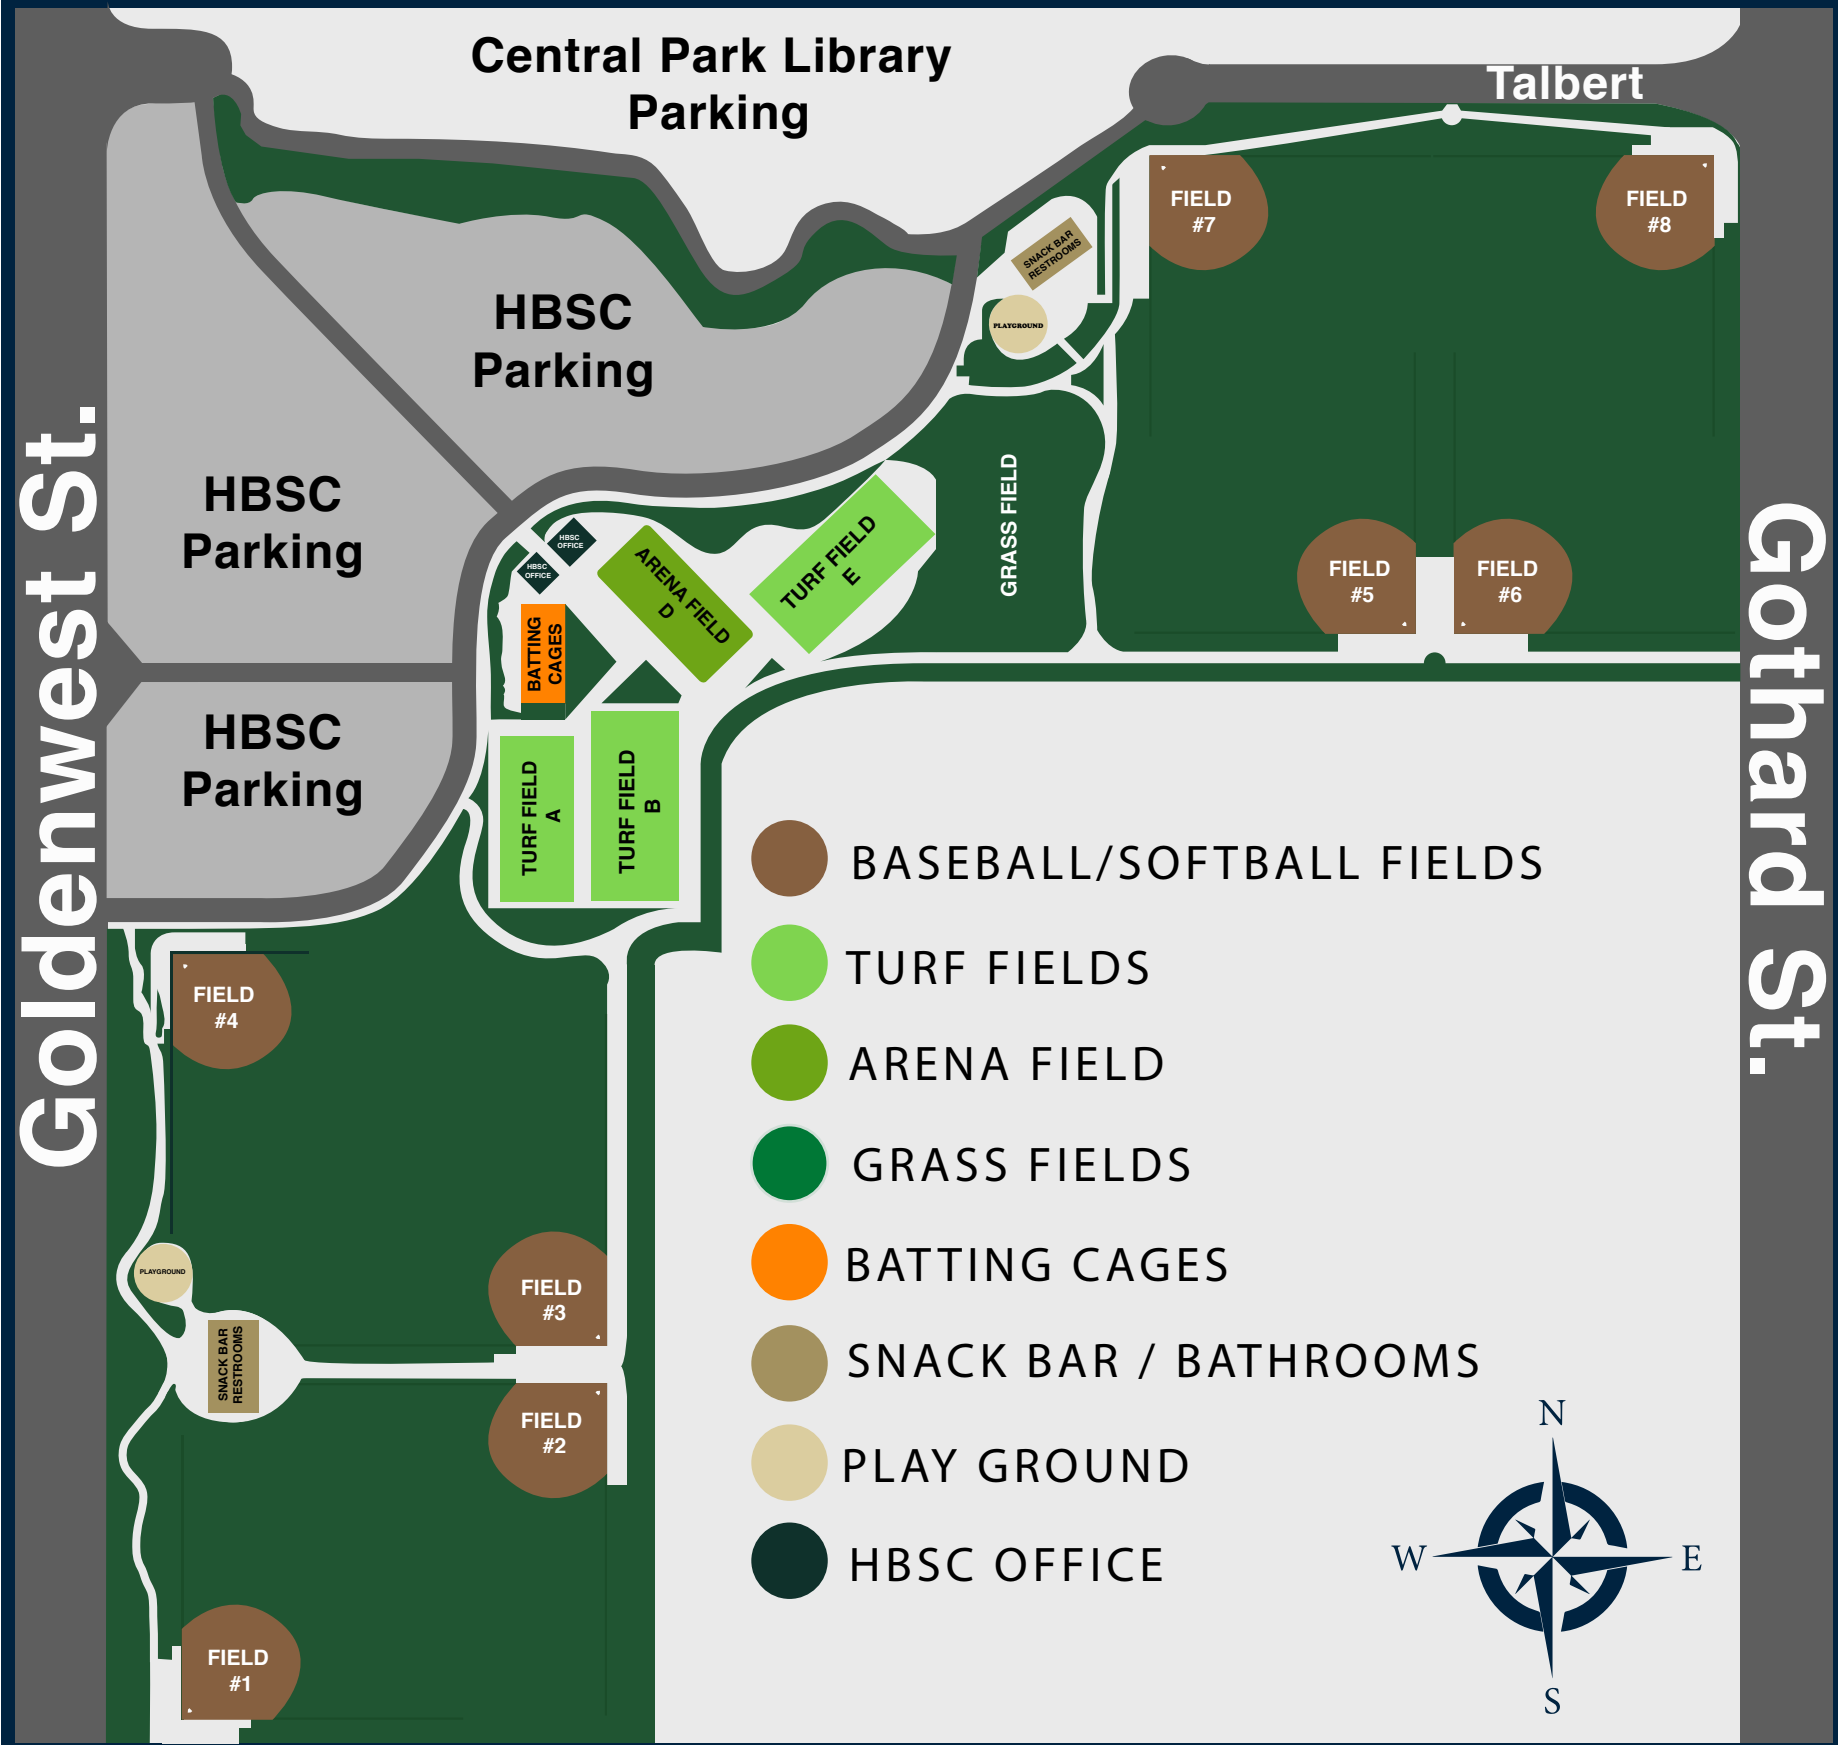 Central Park Library
Parking
Talbert
FIELD
#7
FIELD
#8
SNACK BAR
RESTROOMS
PLAYGROUND
HBSC
Parking
HBSC
Parking
Goldenwest St.
Gothard St.
GRASS FIELD
HBSC
OFFICE
HBSC
OFFICE
ARENA FIELD
D
TURF FIELD
E
FIELD
#5
FIELD
#6
BATTING
CAGES
HBSC
Parking
TURF FIELD
A
TURF FIELD
B
FIELD
#4
PLAYGROUND
SNACK BAR
RESTROOMS
FIELD
#3
FIELD
#2
FIELD
#1
BASEBALL/SOFTBALL FIELDS
TURF FIELDS
ARENA FIELD
GRASS FIELDS
BATTING CAGES
SNACK BAR / BATHROOMS
PLAY GROUND
HBSC OFFICE
N
W
E
S